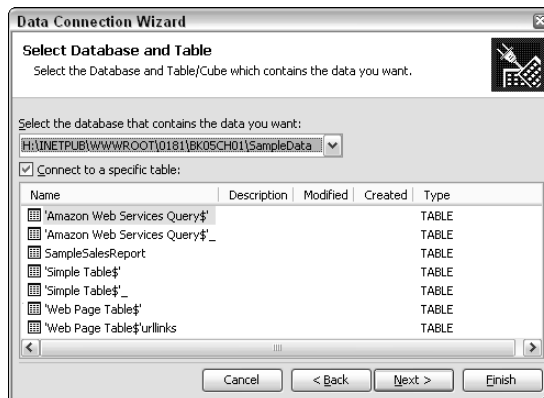 Data Connection Wizard
Select Database and Table
Select the Database and Table/Cube which contains the data you want.
Select the database that contains the data you want:
H:\INETPUB\WWWROOT\0181\BK05CH01\SampleData
Connect to a specific table:
Name Description Modified Created Type
'Amazon Web Services Query$' TABLE
'Amazon Web Services Query$'_ TABLE
SampleSalesReport TABLE
'Simple Table$' TABLE
'Simple Table$'_ TABLE
'Web Page Table$' TABLE
'Web Page Table$'urllinks TABLE
Cancel < Back Next > Finish